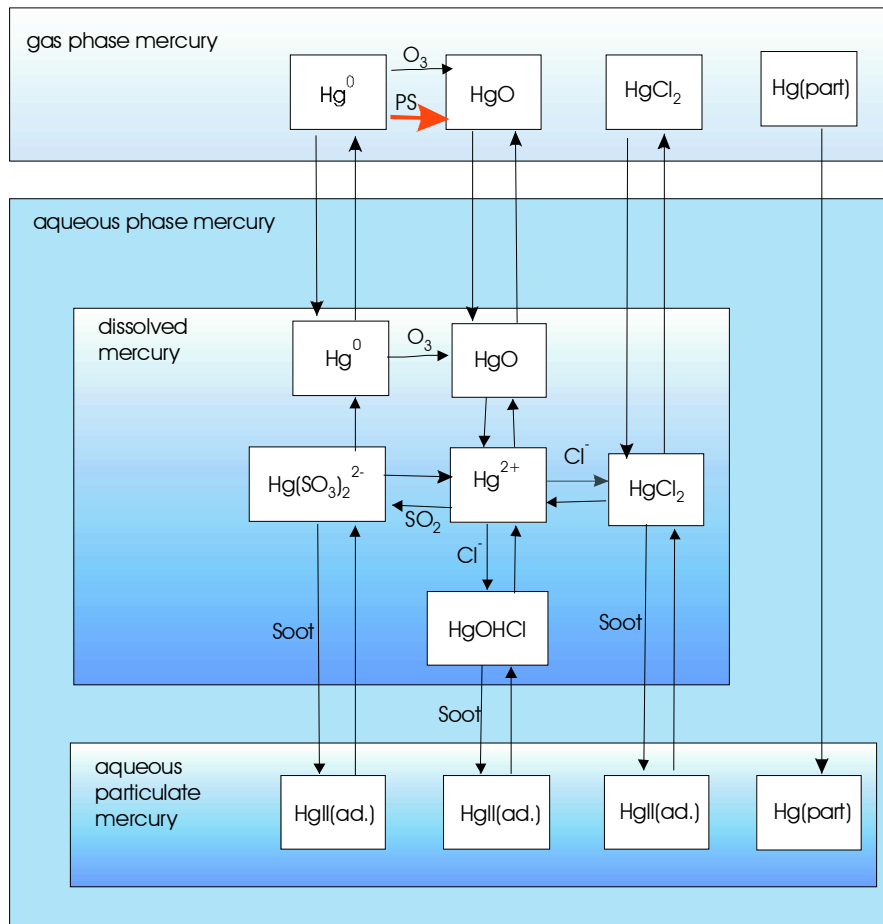 gas phase mercury
O₃
Hg⁰
PS
HgO
HgCl₂
Hg(part)
aqueous phase mercury
dissolved
mercury
Hg⁰
O₃
HgO
Hg(SO₃)₂²⁻
Hg²⁺
Cl⁻
HgCl₂
SO₂
Cl⁻
HgOHCl
Soot
Soot
Soot
aqueous
particulate
mercury
HgII(ad.)
HgII(ad.)
HgII(ad.)
Hg(part)